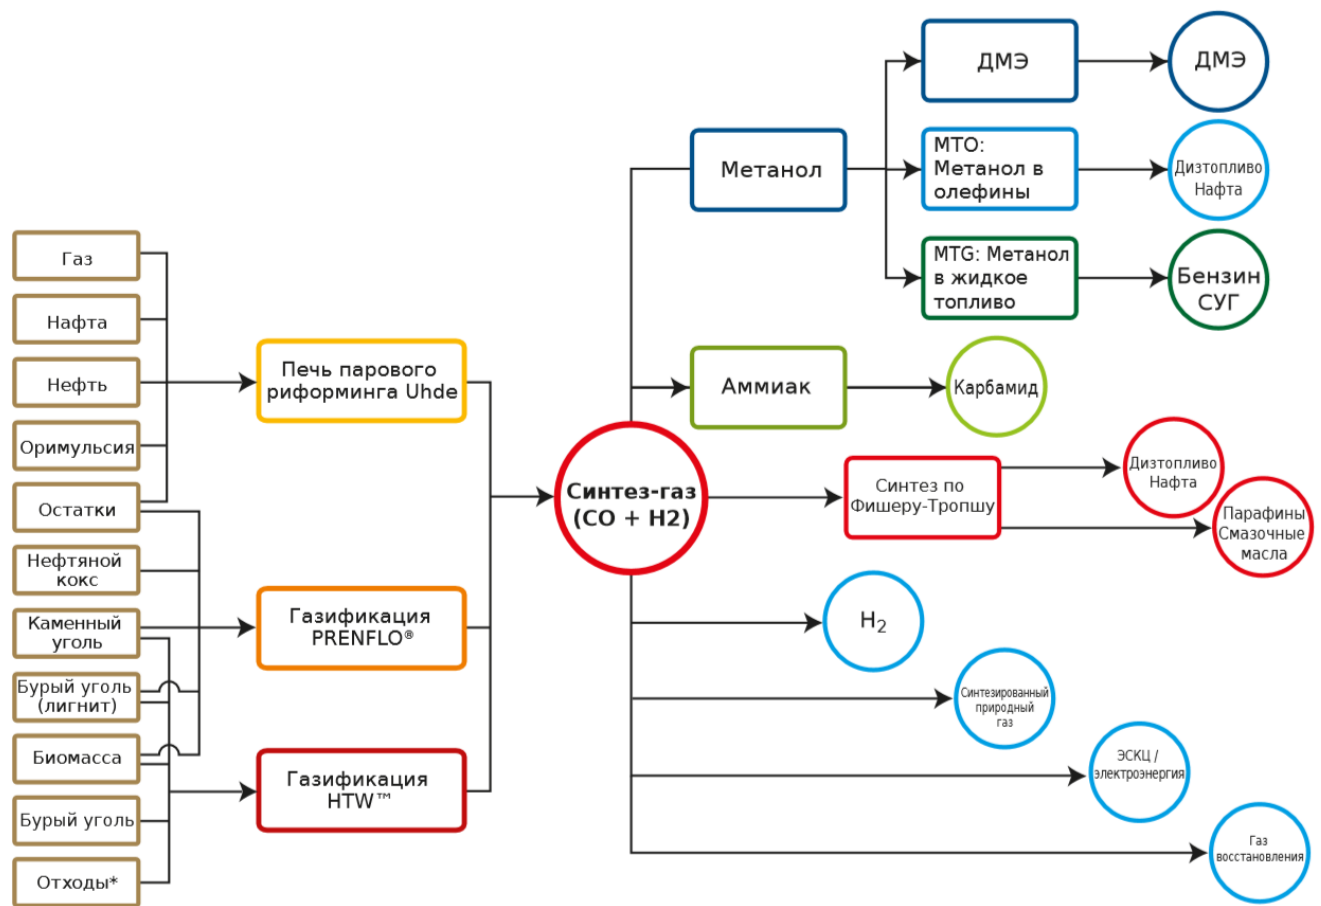 Газ
Нафта
Нефть
Оримульсия
Остатки
Нефтяной
кокс
Каменный
уголь
Бурый уголь
(лигнит)
Биомасса
Бурый уголь
Отходы*
Печь парового
риформинга Uhde
Газификация
PRENFLO®
Газификация
HTW™
Синтез-газ
(CO + H2)
Метанол
ДМЭ
ДМЭ
MTO:
Метанол в
олефины
Дизтопливо
Нафта
MTG: Метанол
в жидкое
топливо
Бензин
СУГ
Аммиак
Карбамид
Синтез по
Фишеру-Тропшу
Дизтопливо
Нафта
Парафины
Смазочные
масла
H₂
Синтезированный
природный
газ
ЭСКЦ /
электроэнергия
Газ
восстановления